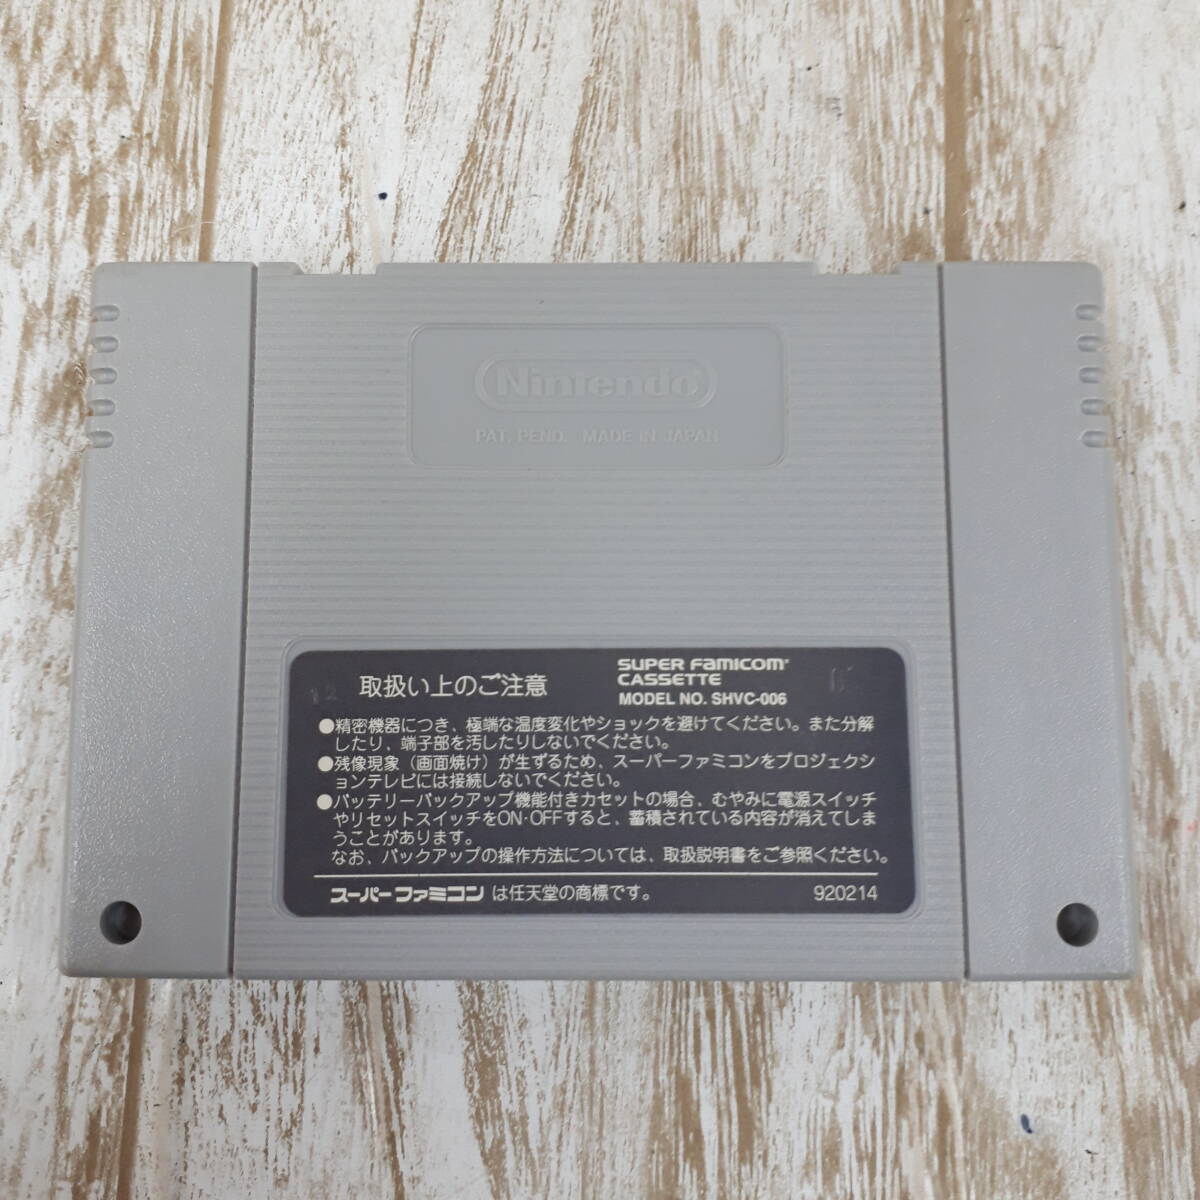 Nintendo
PAT. PEND. MADE IN JAPAN
取扱い上のご注意
SUPER FAMICOM
CASSETTE
MODEL NO. SHVC-006
●精密機器につき、極端な温度変化やショックを避けてください。また分解
したり、端子部を汚したりしないでください。
●残像現象（画面焼け）が生ずるため、スーパーファミコンをプロジェクシ
ョンテレビには接続しないでください。
●バッテリーバックアップ機能付きカセットの場合、むやみに電源スイッチ
やリセットスイッチをON・OFFすると、蓄積されている内容が消えてしま
うことがあります。
なお、バックアップの操作方法については、取扱説明書をご参照ください。
スーパーファミコンは任天堂の商標です。 920214